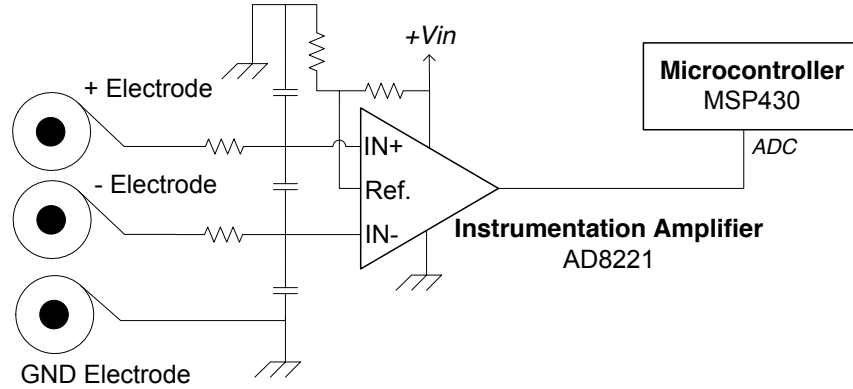 +Vin
+ Electrode
Microcontroller
MSP430
ADC
IN+
- Electrode
Ref.
IN-
Instrumentation Amplifier
AD8221
GND Electrode